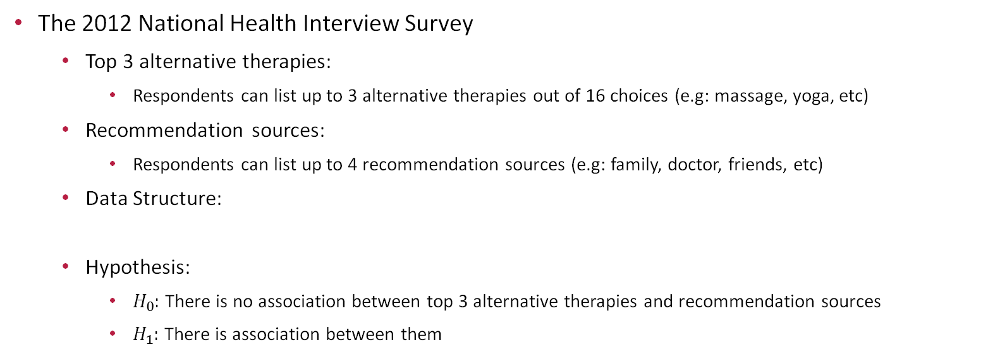 • The 2012 National Health Interview Survey
• Top 3 alternative therapies:
• Respondents can list up to 3 alternative therapies out of 16 choices (e.g: massage, yoga, etc)
• Recommendation sources:
• Respondents can list up to 4 recommendation sources (e.g: family, doctor, friends, etc)
• Data Structure:
• Hypothesis:
• H₀: There is no association between top 3 alternative therapies and recommendation sources
• H₁: There is association between them